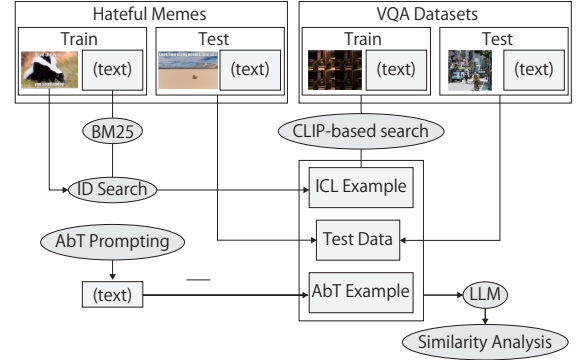 Hateful Memes
VQA Datasets
Train
Test
Train
Test
(text)
(text)
(text)
(text)
BM25
CLIP-based search
ID Search
ICL Example
AbT Prompting
Test Data
(text)
AbT Example
LLM
Similarity Analysis